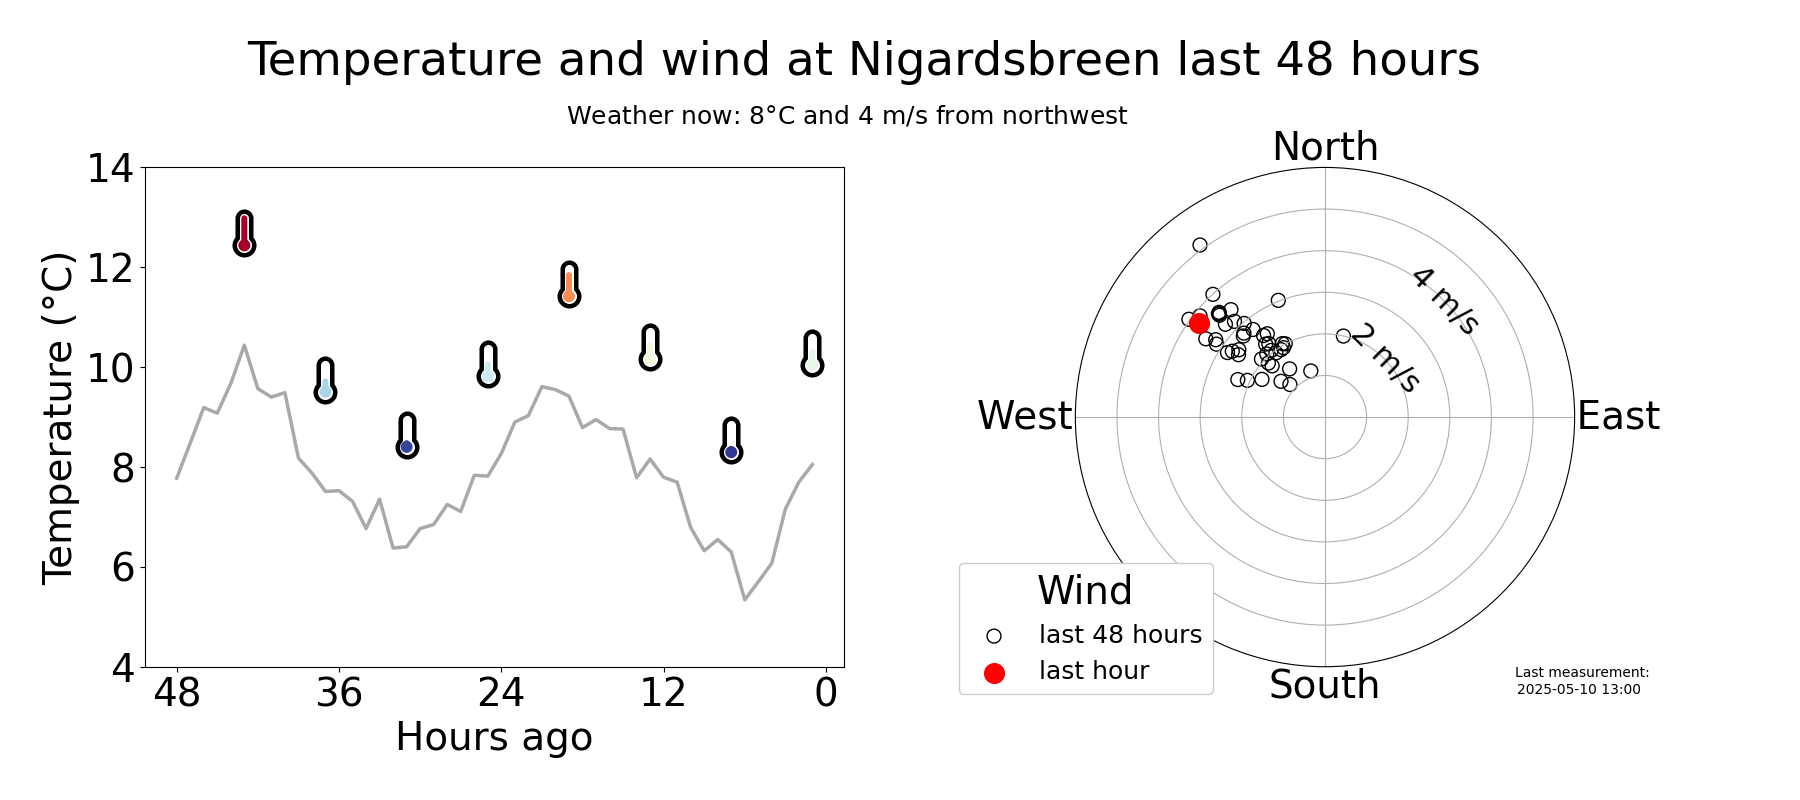 Temperature and wind at Nigardsbreen last 48 hours
Weather now: 8°C and 4 m/s from northwest
Temperature (°C)
14
12
10
8
6
4
48 36 24 12 0
Hours ago
North
West
East
South
4 m/s
2 m/s
Wind
last 48 hours
last hour
Last measurement:
2025-05-10 13:00